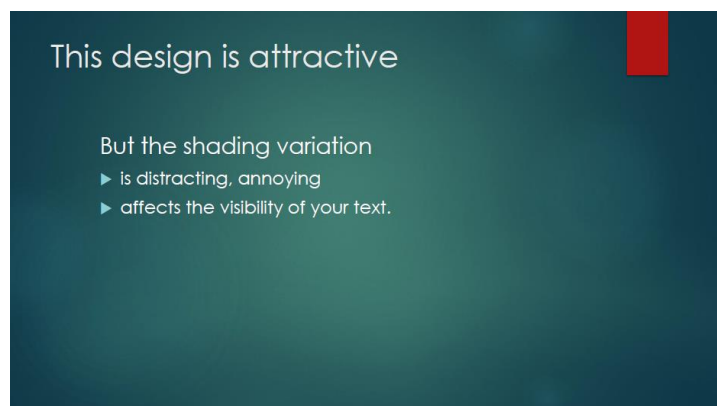 This design is attractive
But the shading variation
is distracting, annoying
affects the visibility of your text.